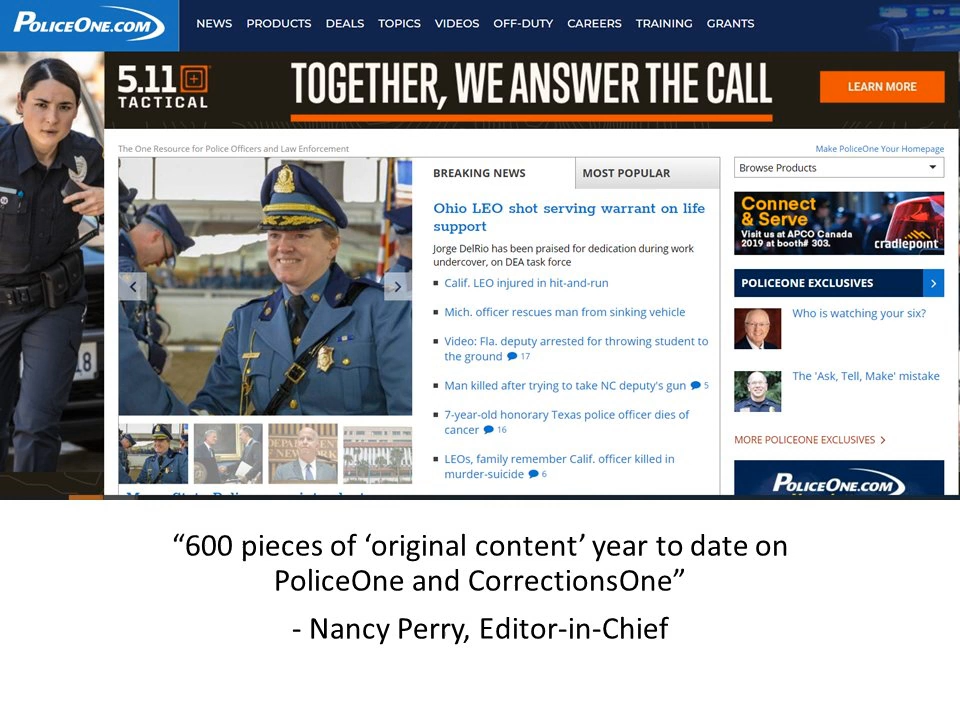 POLICEONE.COM
NEWS PRODUCTS DEALS TOPICS VIDEOS OFF-DUTY CAREERS TRAINING GRANTS
5.11
TACTICAL
TOGETHER, WE ANSWER THE CALL
LEARN MORE
The One Resource for Police Officers and Law Enforcement
Make PoliceOne Your Homepage
BREAKING NEWS
MOST POPULAR
Ohio LEO shot serving warrant on life
support
Jorge DelRio has been praised for dedication during work
undercover, on DEA task force
Calif. LEO injured in hit-and-run
Mich. officer rescues man from sinking vehicle
Video: Fla. deputy arrested for throwing student to
the ground 17
Man killed after trying to take NC deputy's gun 5
7-year-old honorary Texas police officer dies of
cancer 16
LEOs, family remember Calif. officer killed in
murder-suicide 6
Browse Products
Connect
& Serve
Visit us at APCO Canada
2019 at booth# 303.
cradlepoint
POLICEONE EXCLUSIVES
Who is watching your six?
The 'Ask, Tell, Make' mistake
MORE POLICEONE EXCLUSIVES
POLICEONE.COM
“600 pieces of ‘original content’ year to date on
PoliceOne and CorrectionsOne”
- Nancy Perry, Editor-in-Chief